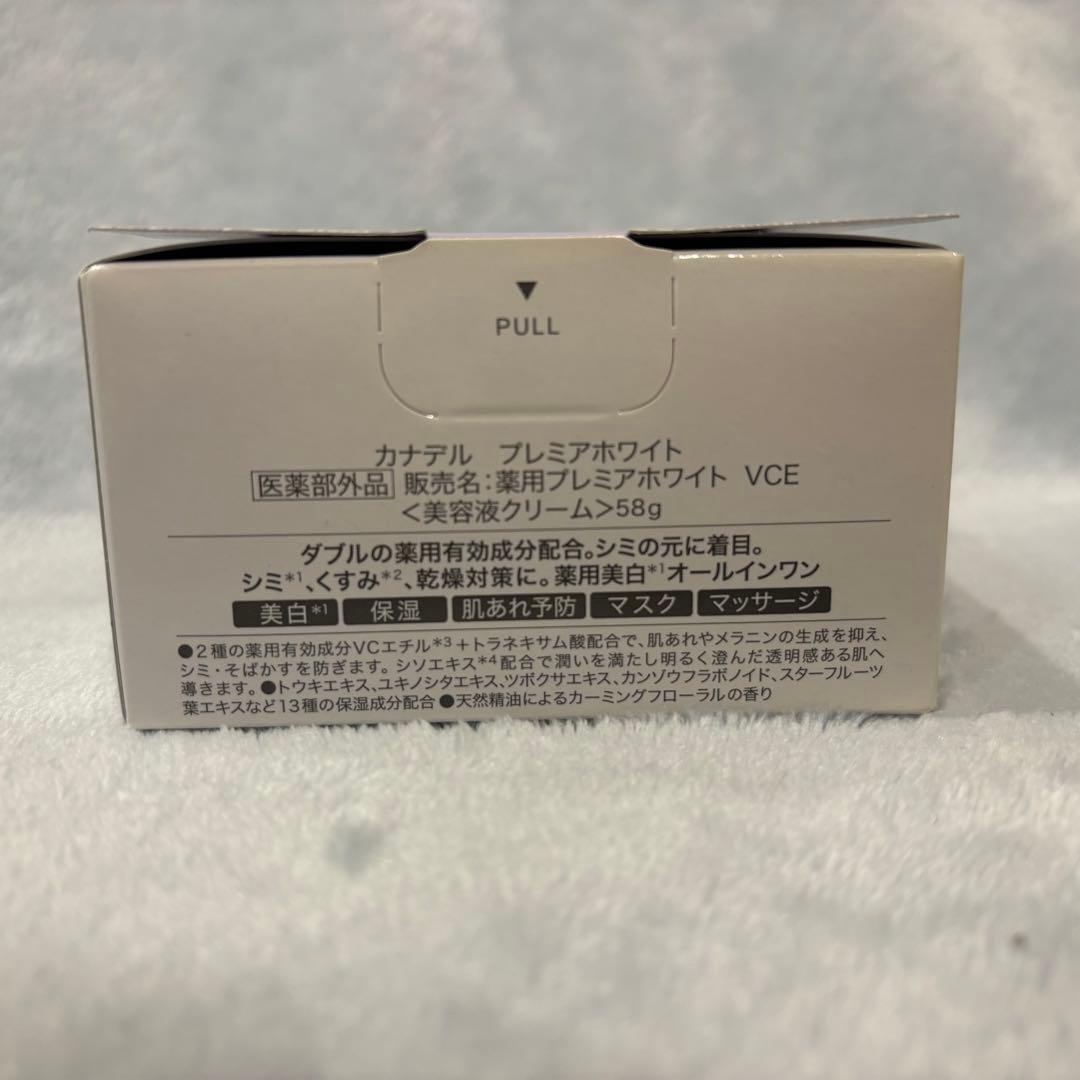 ▼
PULL
カナデル プレミアホワイト
医薬部外品 販売名:薬用プレミアホワイト VCE
<美容液クリーム>58g
ダブルの薬用有効成分配合。シミの元に着目。
シミ*1、くすみ*2、乾燥対策に。薬用美白*1オールインワン
美白*1 保湿 肌あれ予防 マスク マッサージ
●2種の薬用有効成分VCエチル*3+トラネキサム酸配合で、肌あれやメラニンの生成を抑え、
シミ・そばかすを防ぎます。シソエキス*4配合で潤いを満たし明るく澄んだ透明感ある肌へ
導きます。●トウキエキス、ユキノシタエキス、ツボクサエキス、カンゾウフラボノイド、スターフルーツ
葉エキスなど13種の保湿成分配合 ●天然精油によるカーミングフローラルの香り